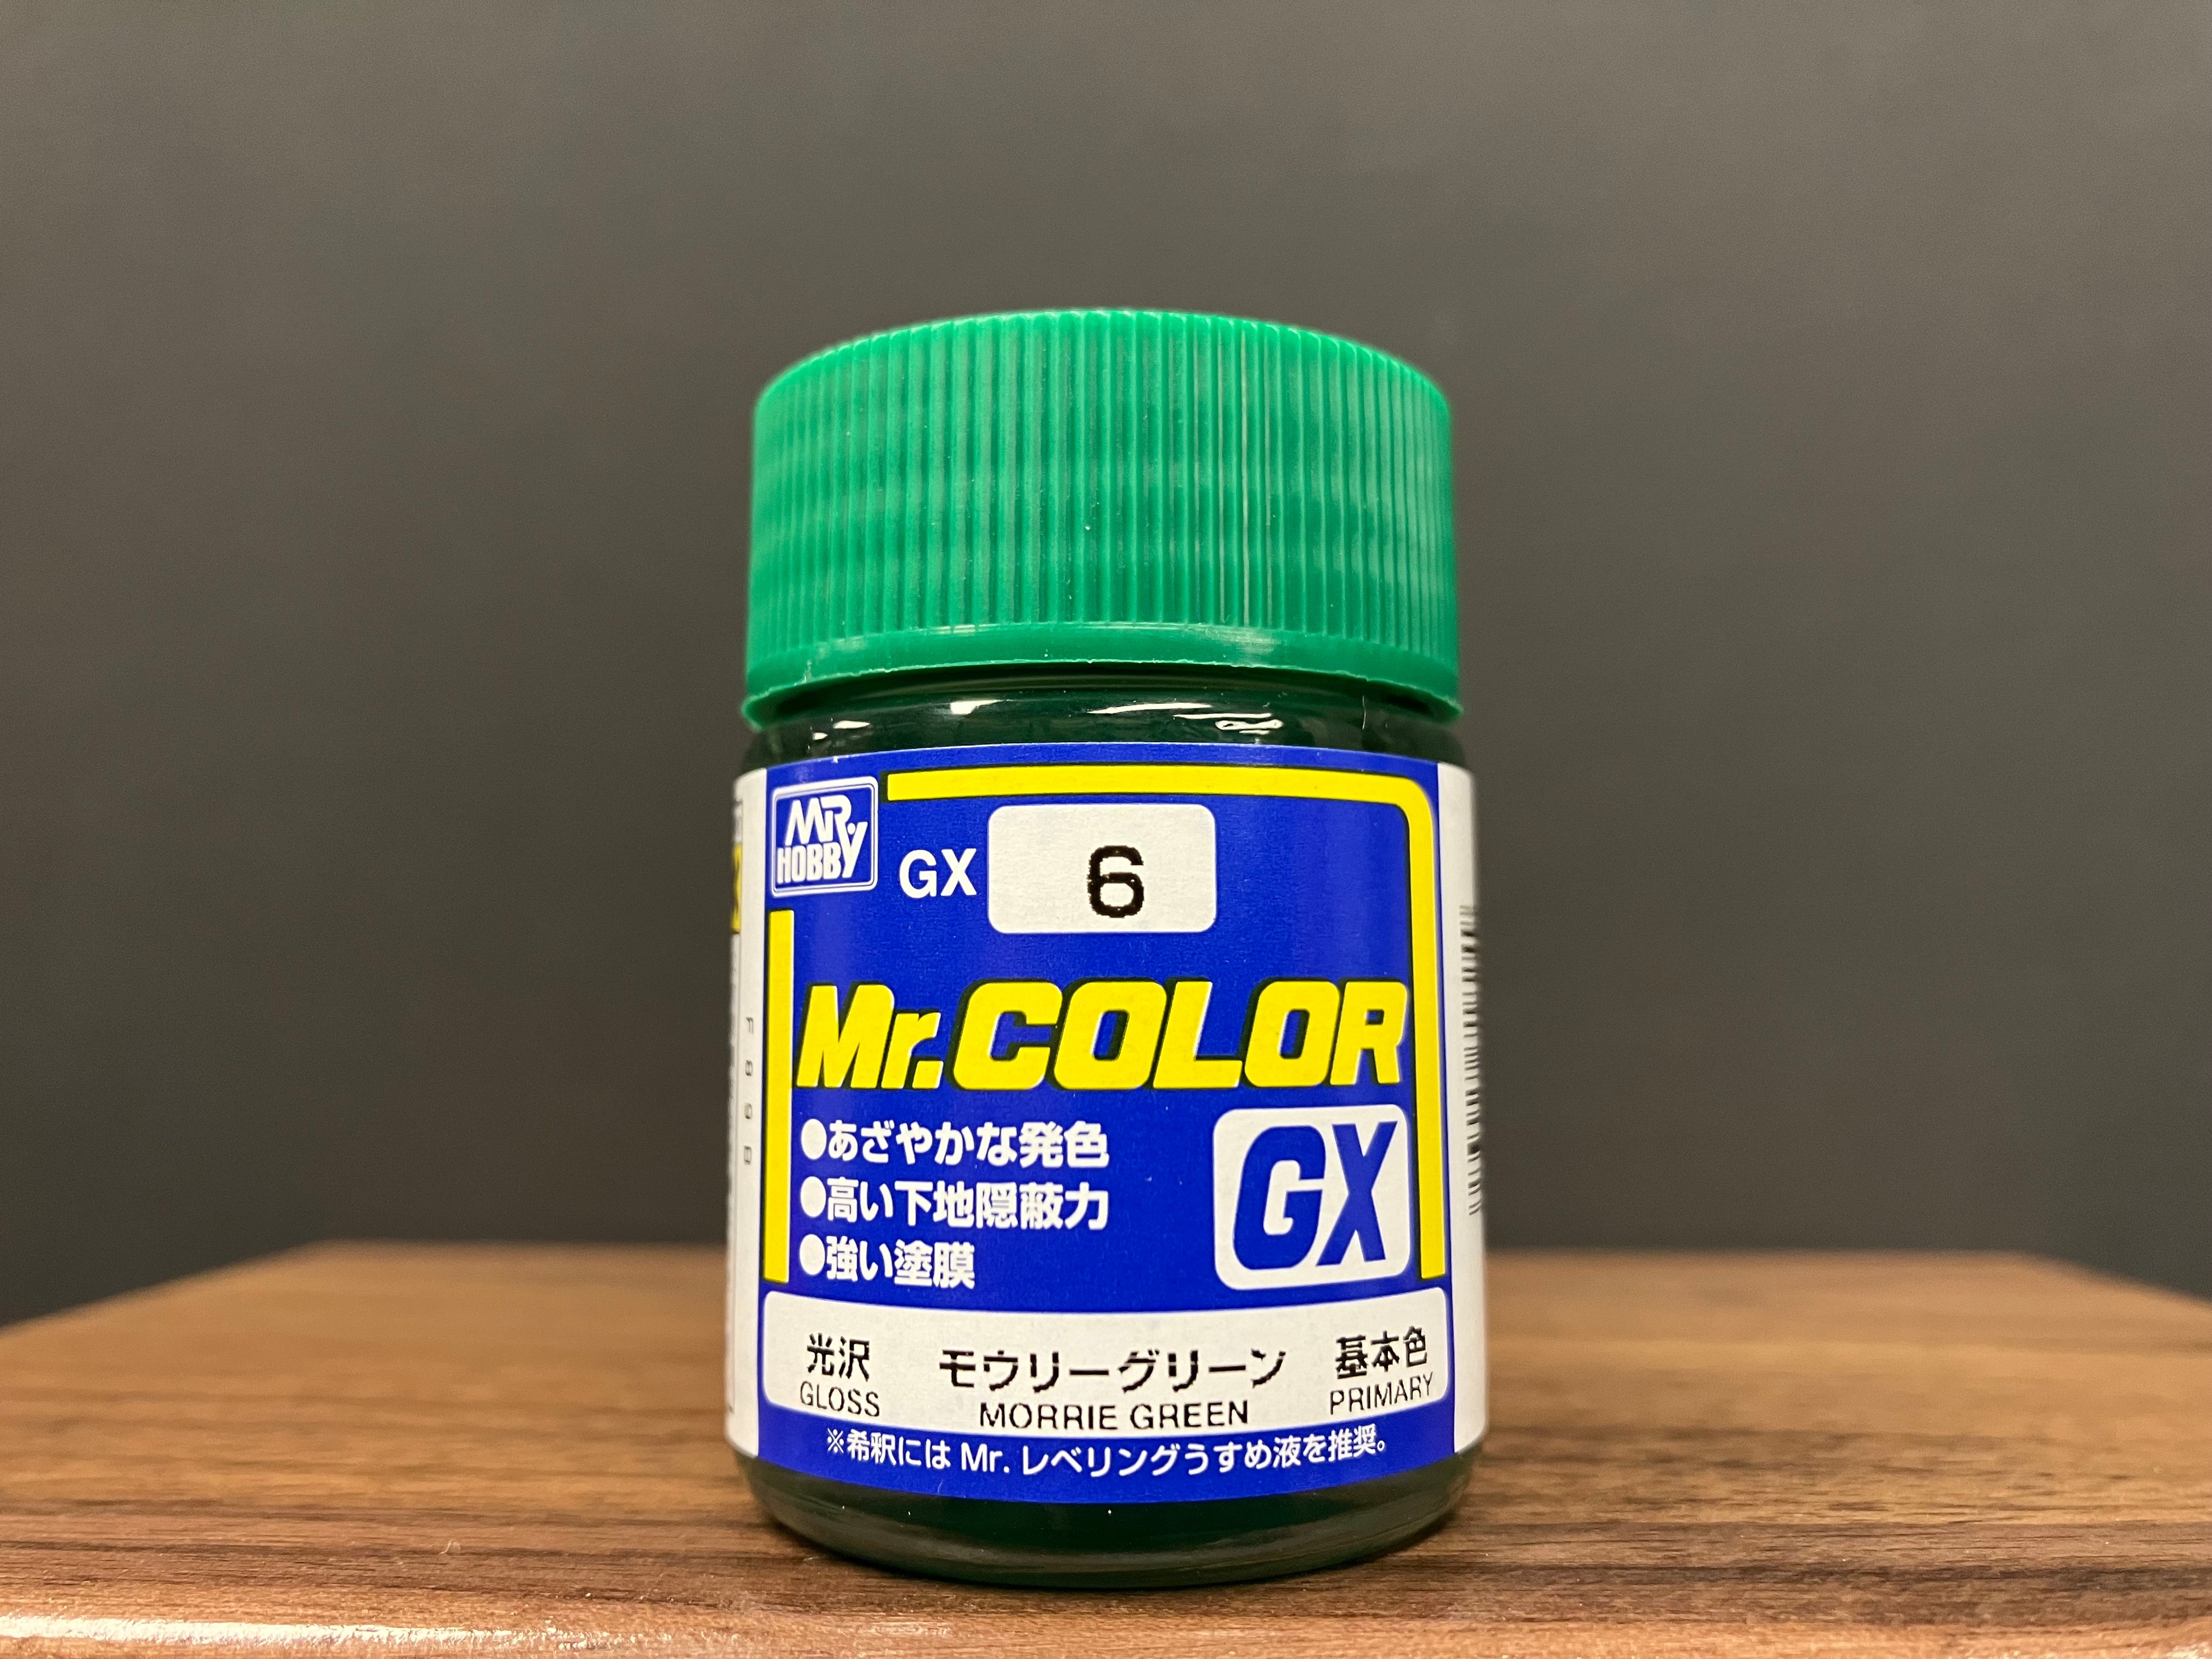 MR HOBBY
GX 6
Mr.COLOR
●あざやかな発色
●高い下地隠蔽力
●強い塗膜
GX
光沢 モウリーグリーン 基本色
GLOSS MORRIE GREEN PRIMARY
※希釈には Mr. レベリングうすめ液を推奨。